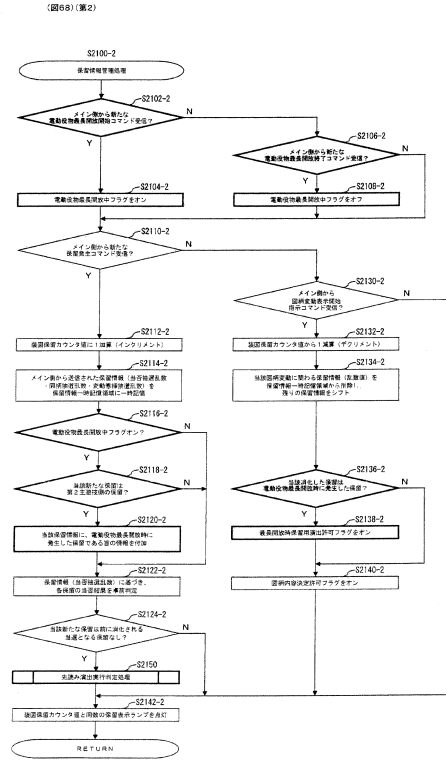 (図68)(第2)
S2100-2
保留情報管理処理
S2102-2
メイン側から新たな
電動役物最長開放開始コマンド受信?
N
Y
S2106-2
メイン側から新たな
電動役物最長開放終了コマンド受信?
N
Y
S2104-2
電動役物最長開放中フラグをオン
S2108-2
電動役物最長開放中フラグをオフ
S2110-2
メイン側から新たな
保留発生コマンド受信?
N
Y
S2130-2
メイン側から
図柄変動表示開始
指示コマンド受信?
N
Y
S2112-2
装図保留カウンタ値に1加算(インクリメント)
S2132-2
装図保留カウンタ値から1減算(デクリメント)
S2114-2
メイン側から送信された保留情報(当否抽選乱数
・図柄抽選乱数・変動態様抽選乱数)を
保留情報一時記憶領域に一時記憶
S2134-2
当該図柄変動に関わる保留情報(乱数値)を
保留情報一時記憶領域から削除し、
残りの保留情報をシフト
S2116-2
電動役物最長開放中フラグオン?
N
Y
S2118-2
当該新たな保留は
第2主遊技側の保留?
N
Y
S2136-2
当該消化した保留は
電動役物最長開放時に発生した保留?
N
Y
S2120-2
当該保留情報に、電動役物最長開放時に
発生した保留である旨の情報を付加
S2138-2
最長開放時保留用演出許可フラグをオン
S2122-2
保留情報(当否抽選乱数)に基づき、
各保留の当否結果を事前判定
S2140-2
図柄内容決定許可フラグをオン
S2124-2
当該新たな保留以前に消化される
当選となる保留なし?
N
Y
S2150
先読み演出実行判定処理
S2142-2
装図保留カウンタ値と同数の保留表示ランプを点灯
RETURN